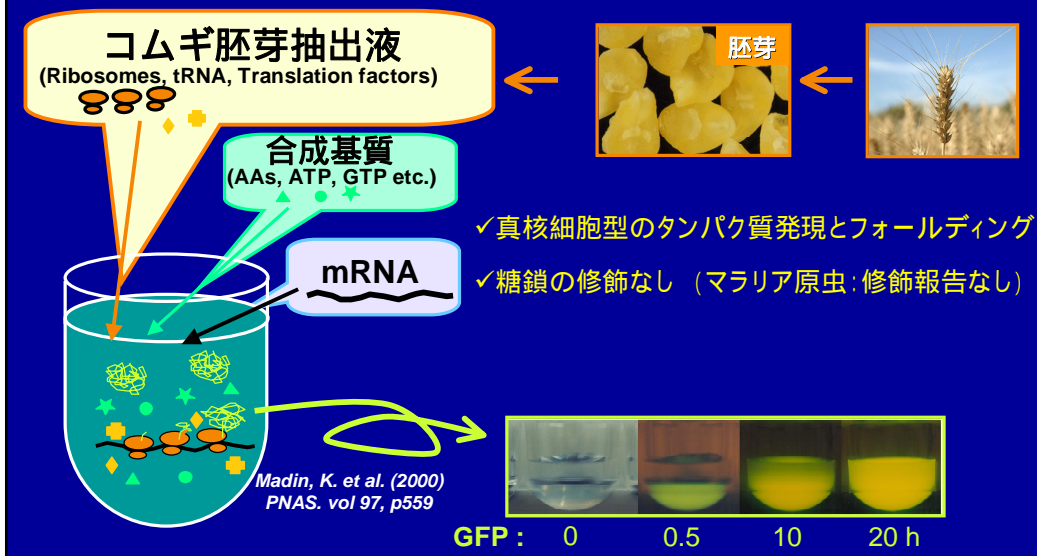 コムギ胚芽抽出液
(Ribosomes, tRNA, Translation factors)
胚芽
合成基質
(AAs, ATP, GTP etc.)
mRNA
✓真核細胞型のタンパク質発現とフォールディング
✓糖鎖の修飾なし (マラリア原虫:修飾報告なし)
Madin, K. et al. (2000)
PNAS. vol 97, p559
GFP : 0 0.5 10 20 h